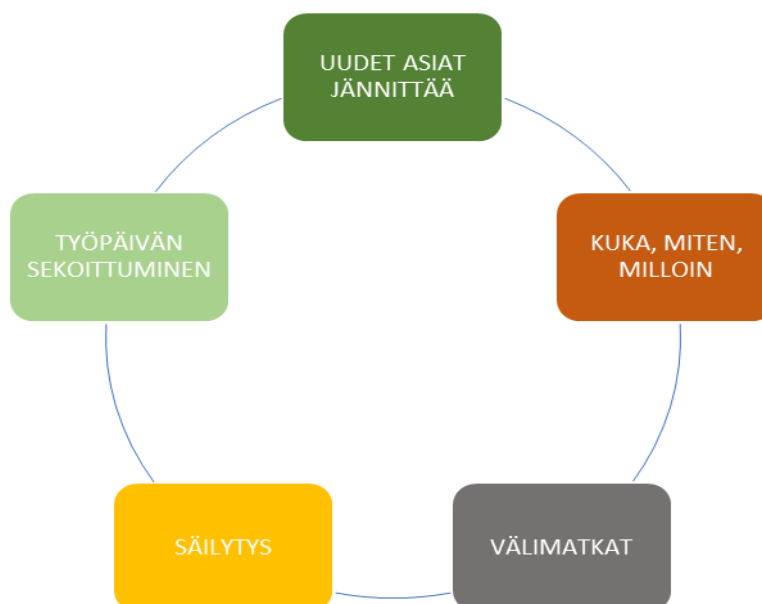 UUDET ASIAT
JÄNNITTÄÄ
KUKA, MITEN,
MILLOIN
VÄLIMATKAT
SÄILYTYS
TYÖPÄIVÄN
SEKOITTUMINEN